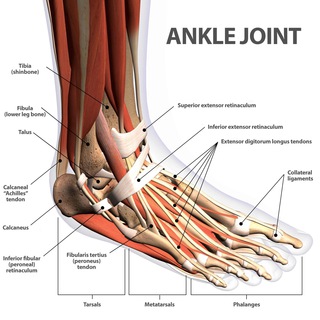 ANKLE JOINT
Tibia
(shinbone)
Fibula
(lower leg bone)
Talus
Calcaneal
"Achilles"
tendon
Calcaneus
Inferior fibular
(peroneal)
retinaculum
Fibularis tertius
(peroneus)
tendon
Superior extensor retinaculum
Inferior extensor retinaculum
Extensor digitorum longus tendons
Collateral
ligaments
Tarsals
Metatarsals
Phalanges